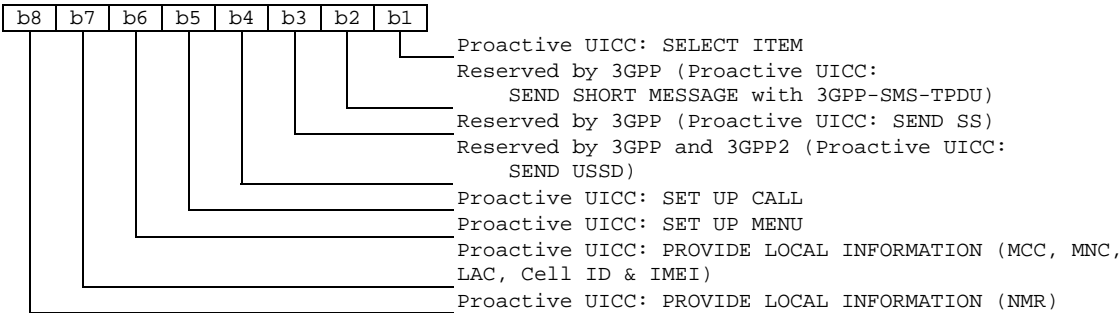 b8 b7 b6 b5 b4 b3 b2 b1
Proactive UICC: SELECT ITEM
Reserved by 3GPP (Proactive UICC:
SEND SHORT MESSAGE with 3GPP-SMS-TPDU)
Reserved by 3GPP (Proactive UICC: SEND SS)
Reserved by 3GPP and 3GPP2 (Proactive UICC:
SEND USSD)
Proactive UICC: SET UP CALL
Proactive UICC: SET UP MENU
Proactive UICC: PROVIDE LOCAL INFORMATION (MCC, MNC,
LAC, Cell ID & IMEI)
Proactive UICC: PROVIDE LOCAL INFORMATION (NMR)